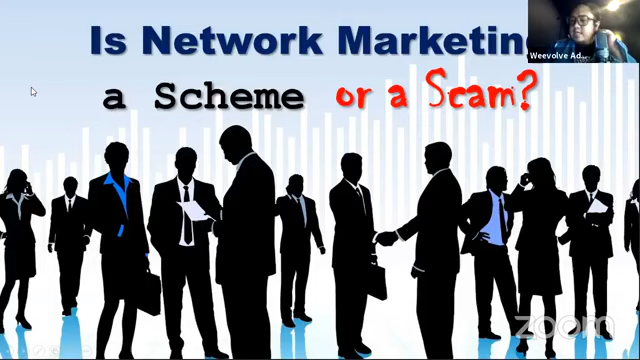 Is Network Marketing
a Scheme or a Scam?
Weevolve Ad...
zoom